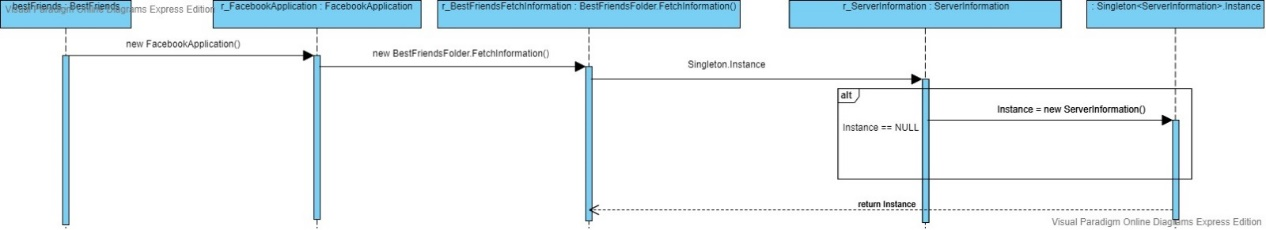 bestFriends : BestFriends
r_FacebookApplication : FacebookApplication
r_BestFriendsFetchInformation : BestFriendsFolder.FetchInformation()
r_ServerInformation : ServerInformation
: Singleton<ServerInformation>.Instance
Visual Paradigm Online Diagrams Express Edition
new FacebookApplication()
new BestFriendsFolder.FetchInformation()
Singleton.Instance
alt
Instance = new ServerInformation()
Instance == NULL
return Instance
Visual Paradigm Online Diagrams Express Edition